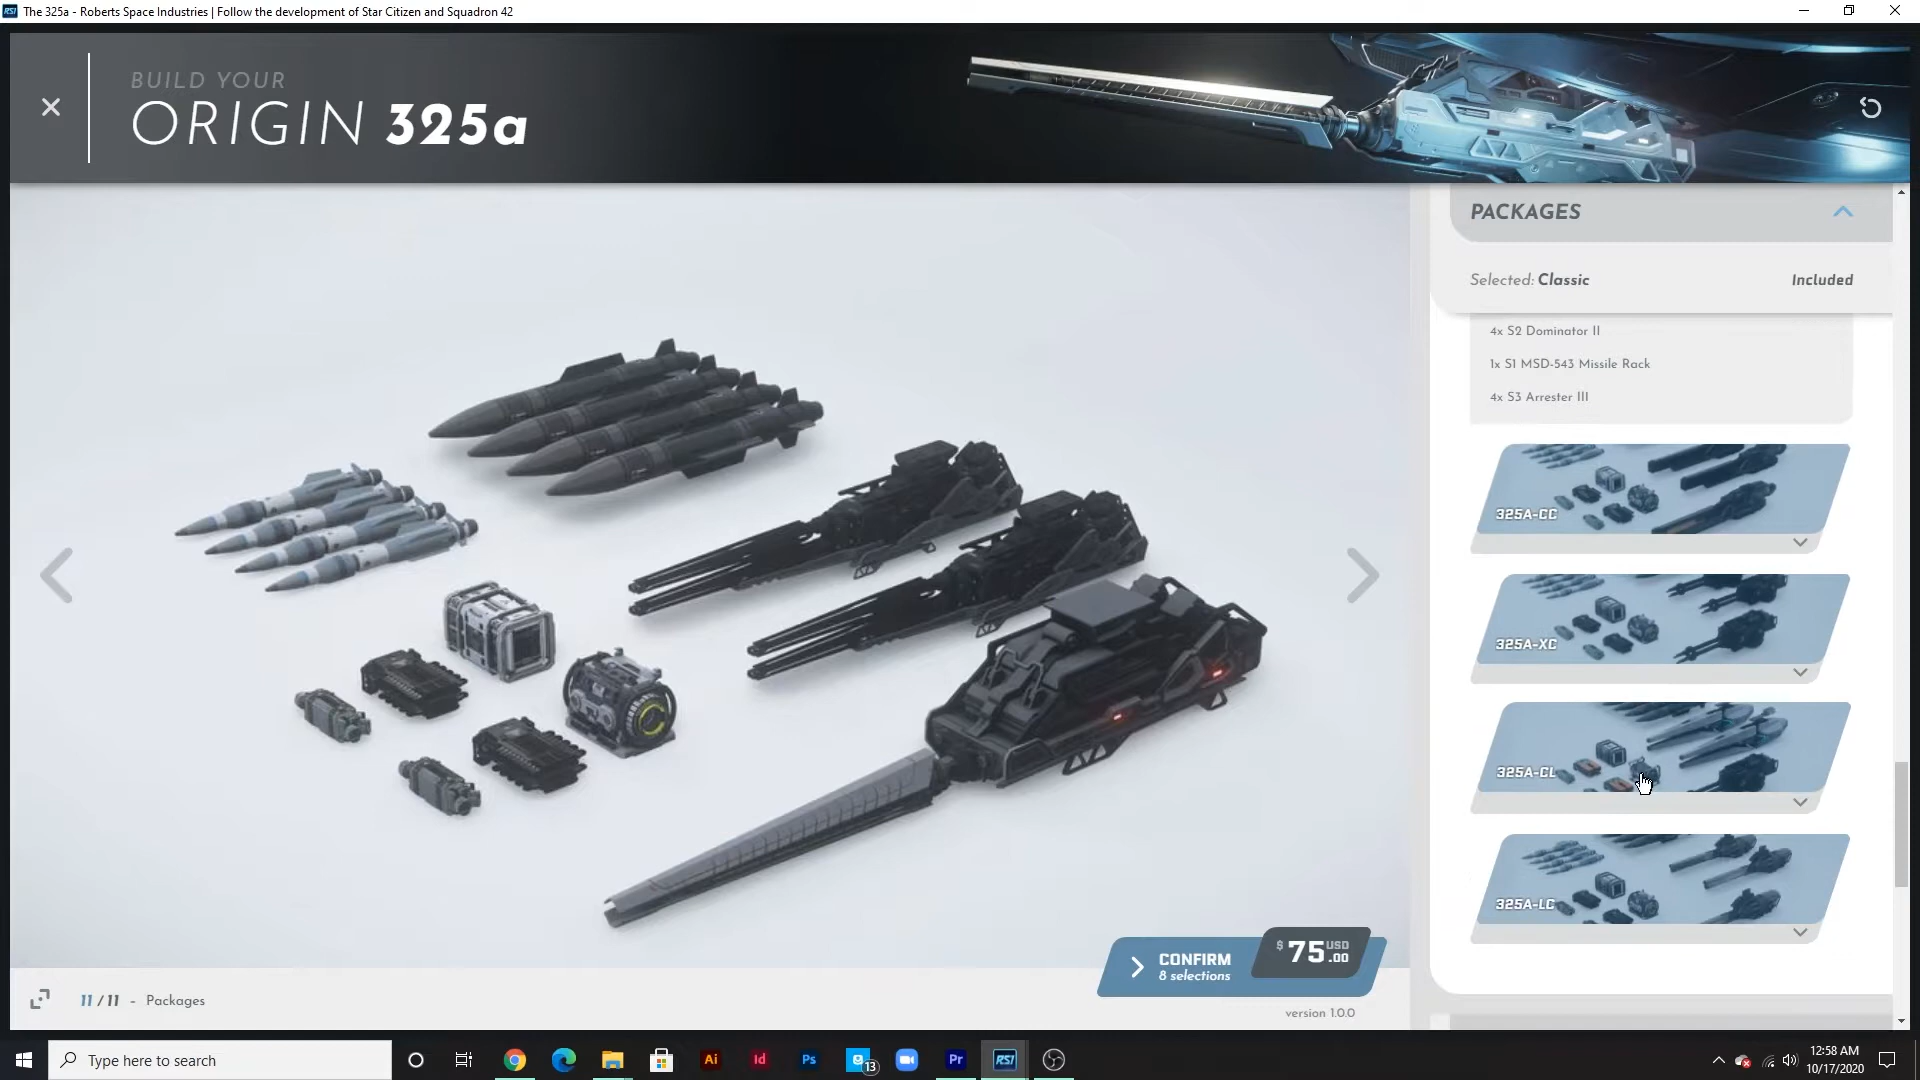 RSI The 325a - Roberts Space Industries | Follow the development of Star Citizen and Squadron 42
BUILD YOUR
ORIGIN 325a
PACKAGES
Selected: Classic Included
4x S2 Dominator II
1x S1 MSD-543 Missile Rack
4x S3 Arrester III
325A-CC
325A-XC
325A-CL
325A-LC
CONFIRM
8 selections
$ 75 USD .00
11 / 11 - Packages
version 1.0.0
Type here to search
Ai Id Ps 13 Pr RSI
12:58 AM
10/17/2020